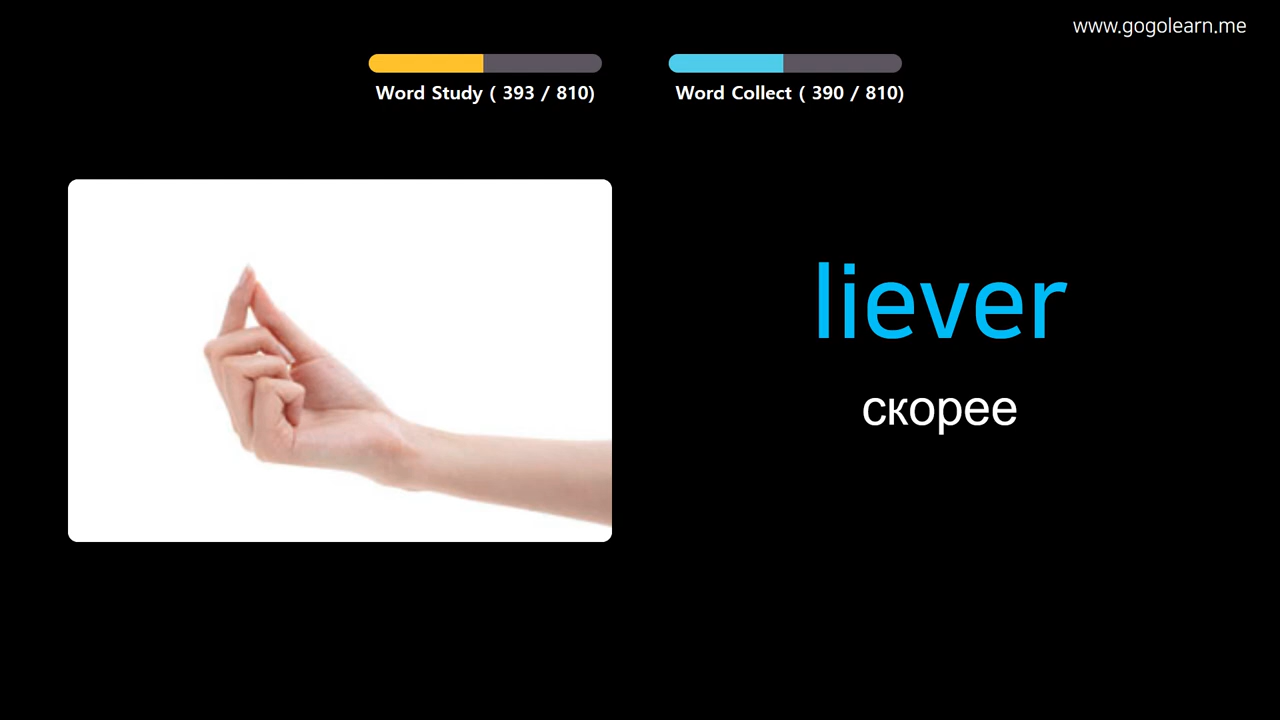 www.gogolearn.me
Word Study ( 393 / 810)
Word Collect ( 390 / 810)
liever
скорее